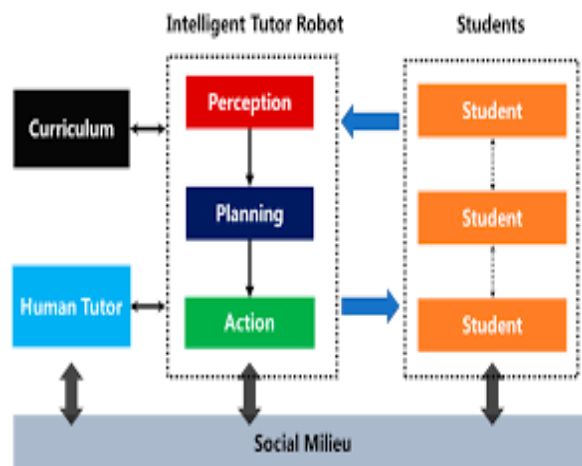 Intelligent Tutor Robot
Students
Perception
Curriculum
Student
Planning
Student
Human Tutor
Action
Student
Social Milieu